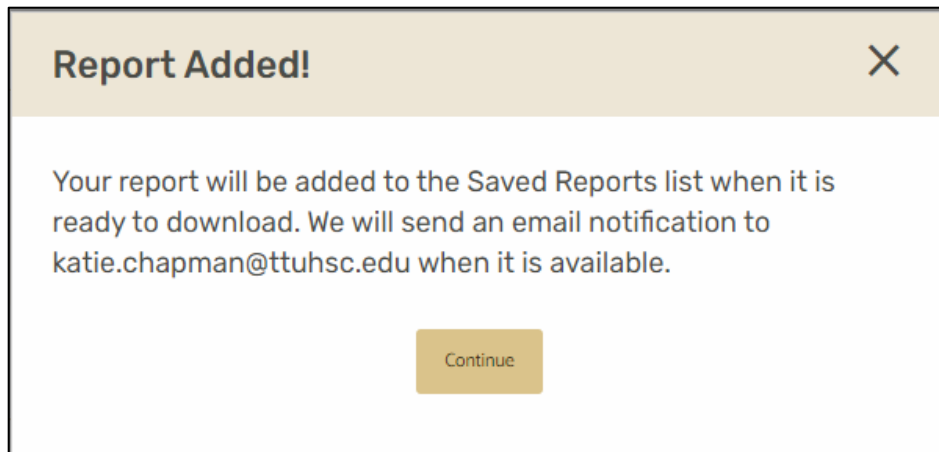 Report Added!
Your report will be added to the Saved Reports list when it is
ready to download. We will send an email notification to
katie.chapman@ttuhsc.edu when it is available.
Continue